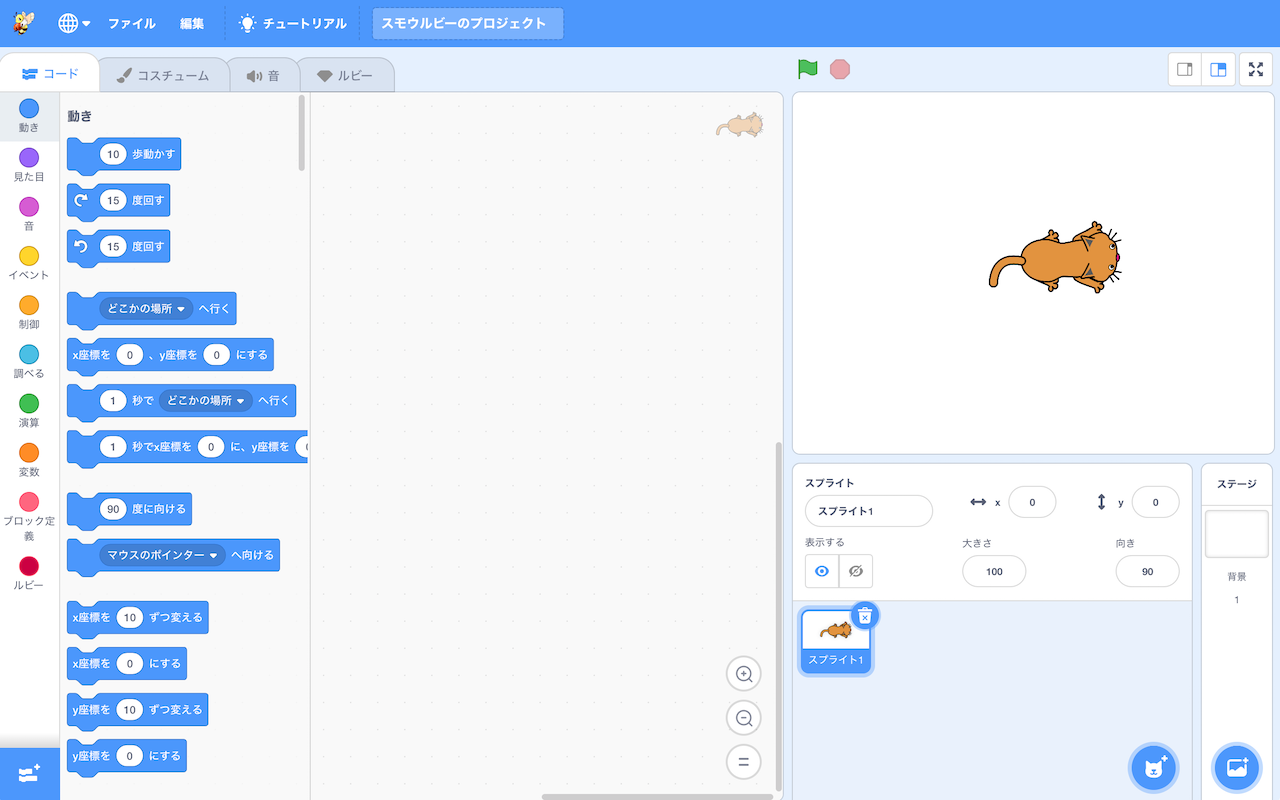 ファイル
編集
チュートリアル
スモウルビーのプロジェクト
コード
コスチューム
音
ルビー
動き
見た目
音
イベント
制御
調べる
演算
変数
ブロック定
義
ルビー
動き
10 歩動かす
15 度回す
15 度回す
どこかの場所 へ行く
x座標を 0 、y座標を 0 にする
1 秒で どこかの場所 へ行く
1 秒でx座標を 0 に、y座標を
90 度に向ける
マウスのポインター へ向ける
x座標を 10 ずつ変える
x座標を 0 にする
y座標を 10 ずつ変える
y座標を 0 にする
スプライト
スプライト1
x 0
y 0
表示する
大きさ
100
向き
90
スプライト1
ステージ
背景
1